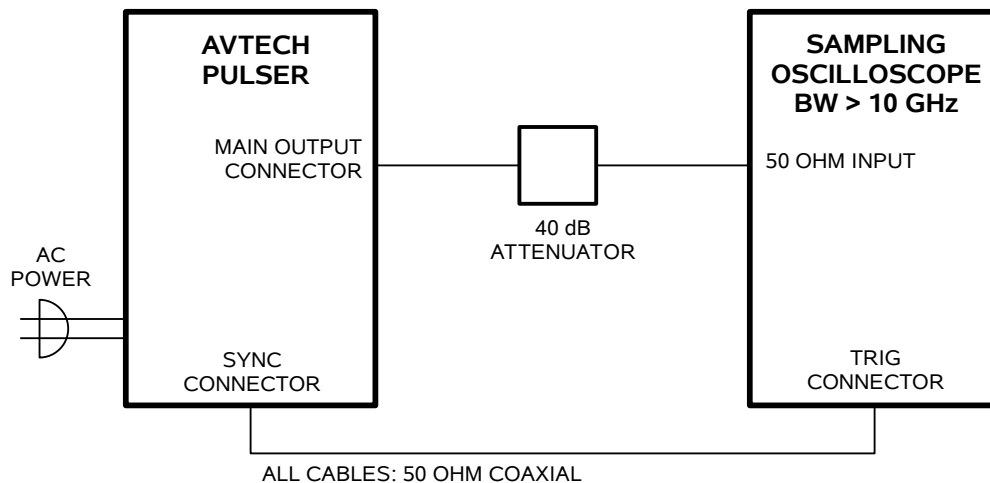 AVTECH
PULSER
MAIN OUTPUT
CONNECTOR
AC
POWER
SYNC
CONNECTOR
40 dB
ATTENUATOR
SAMPLING
OSCILLOSCOPE
BW > 10 GHz
50 OHM INPUT
TRIG
CONNECTOR
ALL CABLES: 50 OHM COAXIAL